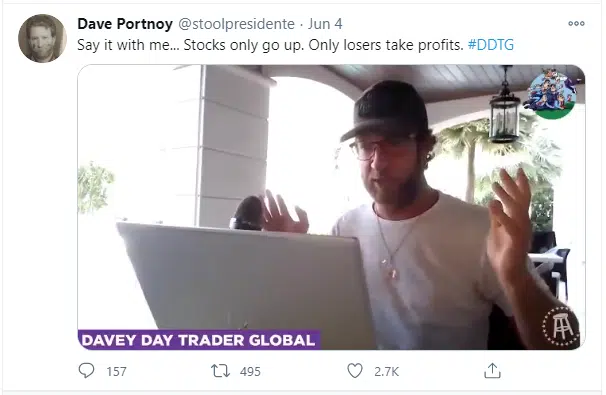 Dave Portnoy @stoolpresidente · Jun 4
Say it with me... Stocks only go up. Only losers take profits. #DDTG
DAVEY DAY TRADER GLOBAL
157 495 2.7K